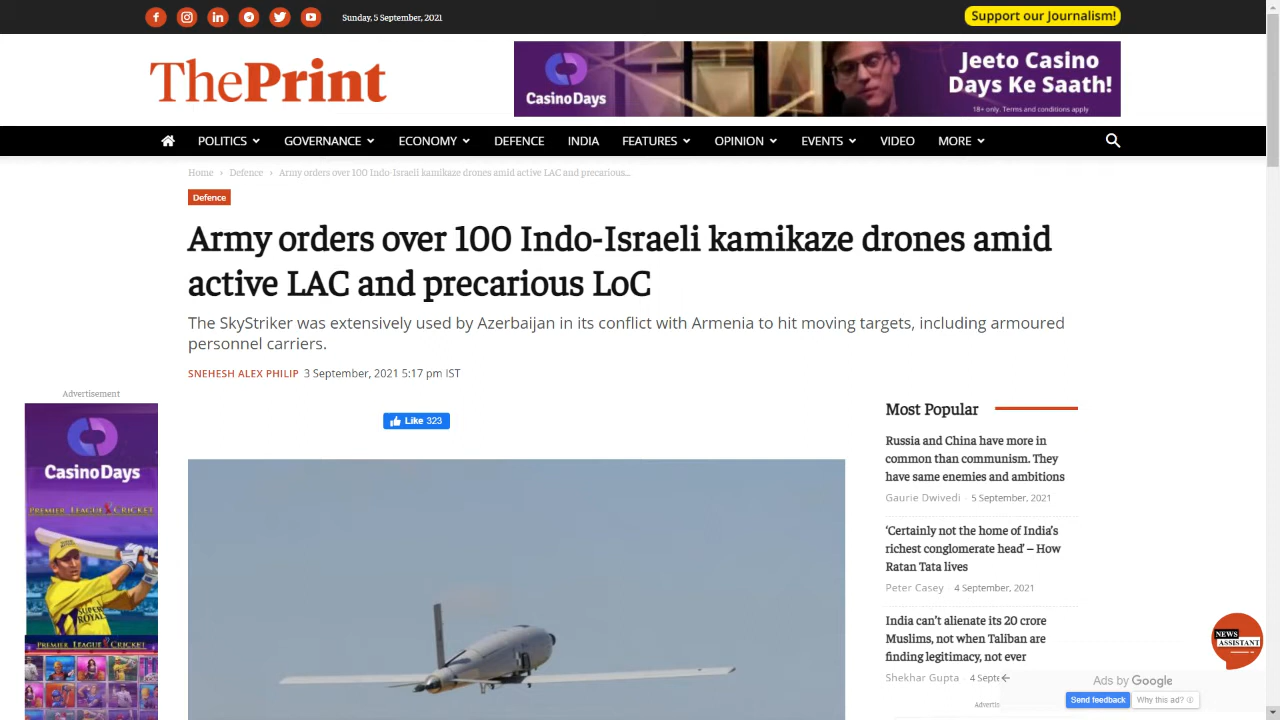 Sunday, 5 September, 2021
Support our Journalism!
ThePrint
CasinoDays
Jeeto Casino
Days Ke Saath!
18+ only. Terms and conditions apply
POLITICS GOVERNANCE ECONOMY DEFENCE INDIA FEATURES OPINION EVENTS VIDEO MORE
Home › Defence › Army orders over 100 Indo-Israeli kamikaze drones amid active LAC and precarious...
Defence
Army orders over 100 Indo-Israeli kamikaze drones amid
active LAC and precarious LoC
The SkyStriker was extensively used by Azerbaijan in its conflict with Armenia to hit moving targets, including armoured
personnel carriers.
SNEHESH ALEX PHILIP 3 September, 2021 5:17 pm IST
Like 323
Advertisement
CasinoDays
PREMIER LEAGUE CRICKET
SUPER
ROYALS
PREMIER LEAGUE CRICKET
Most Popular
Russia and China have more in
common than communism. They
have same enemies and ambitions
Gaurie Dwivedi - 5 September, 2021
‘Certainly not the home of India’s
richest conglomerate head’ – How
Ratan Tata lives
Peter Casey 4 September, 2021
India can’t alienate its 20 crore
Muslims, not when Taliban are
finding legitimacy, not ever
Shekhar Gupta - 4 Septe
NEWS
ASSISTANT
Ads by Google
Send feedback Why this ad?
Advertis